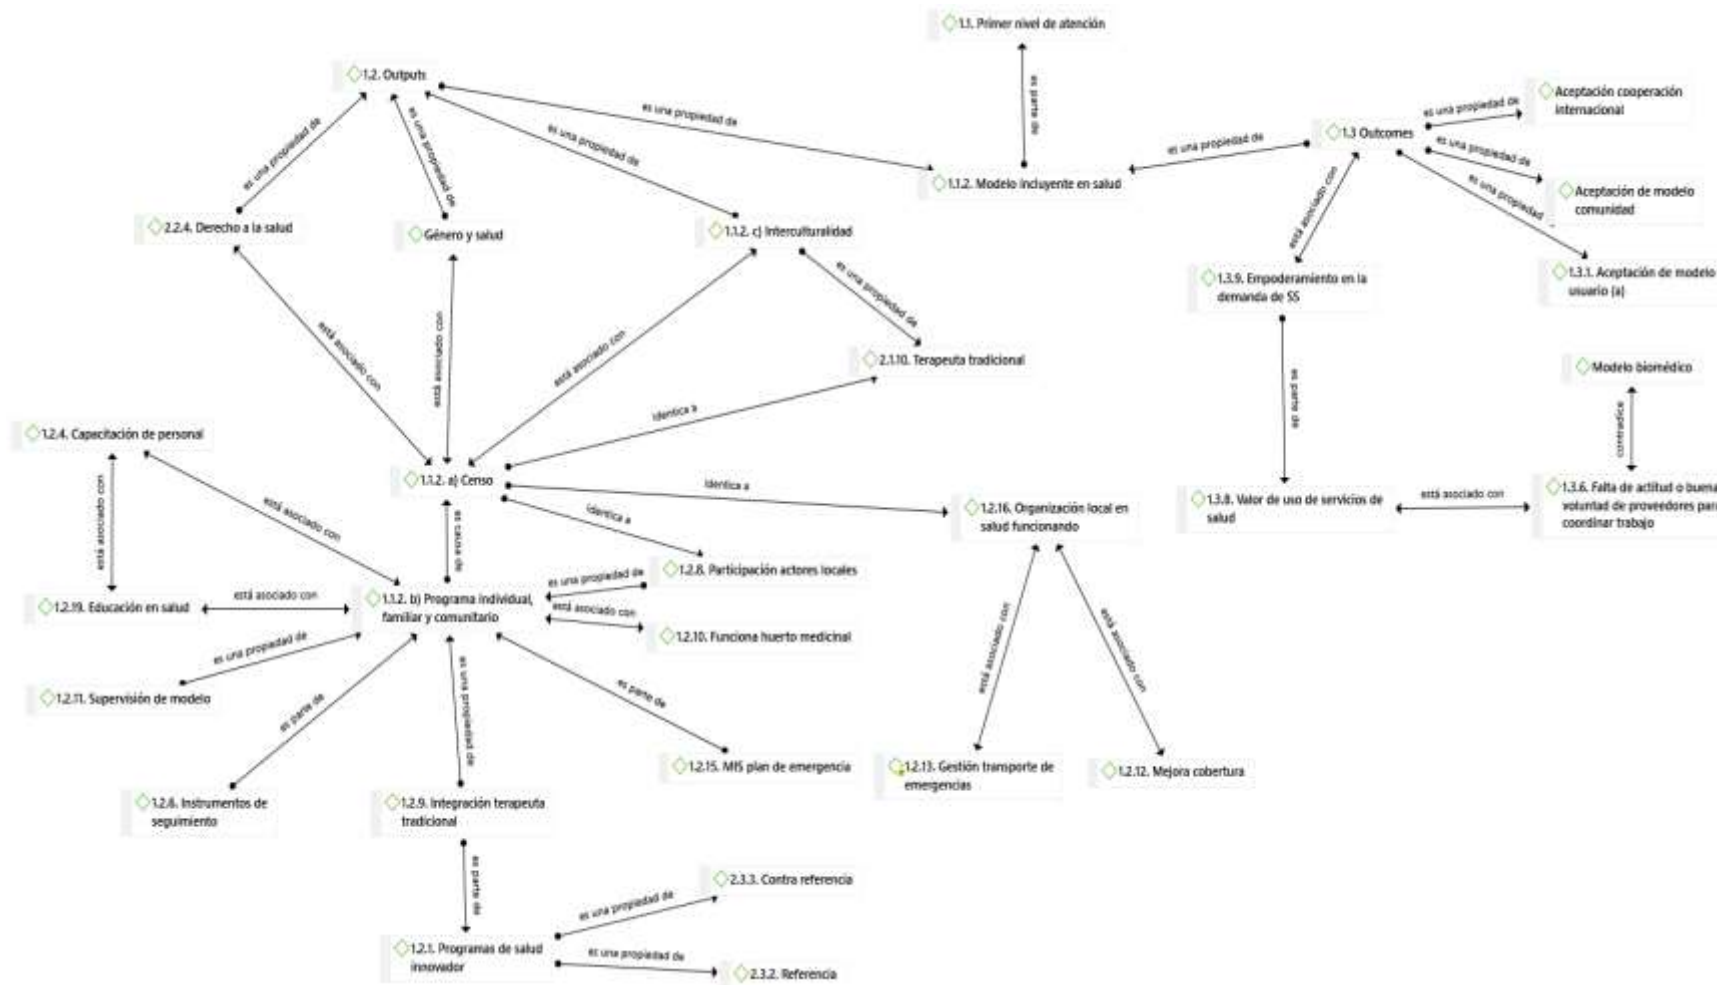 1.1. Primer nivel de atención
es parte de
1.2. Outputs
es una propiedad de
es una propiedad de
es una propiedad de
es una propiedad de
es una propiedad de
1.3 Outcomes
es una propiedad de
Aceptación cooperación
internacional
es una propiedad de
Aceptación de modelo
comunidad
es una propiedad
1.1.2. Modelo incluyente en salud
2.2.4. Derecho a la salud
Género y salud
1.1.2. c) Interculturalidad
está asociado con
1.3.9. Empoderamiento en la
demanda de SS
1.3.1. Aceptación de modelo
usuario (a)
es una propiedad de
está asociado con
está asociado con
está asociado con
2.1.10. Terapeuta tradicional
es parte de
Modelo biomédico
contradice
identica a
1.2.4. Capacitación de personal
está asociado con
está asociado con
1.1.2. a) Censo
identica a
identica a
es causa de
1.2.16. Organización local en
salud funcionando
1.3.8. Valor de uso de servicios de
salud
está asociado con
1.3.6. Falta de actitud o buena
voluntad de proveedores para
coordinar trabajo
1.2.8. Participación actores locales
es una propiedad de
1.2.19. Educación en salud
está asociado con
1.1.2. b) Programa individual,
familiar y comunitario
está asociado con
1.2.10. Funciona huerto medicinal
es una propiedad de
1.2.11. Supervisión de modelo
es parte de
es una propiedad de
es parte de
está asociado con
está asociado con
1.2.15. MIS plan de emergencia
1.2.13. Gestión transporte de
emergencias
1.2.12. Mejora cobertura
1.2.6. Instrumentos de
seguimiento
1.2.9. Integración terapeuta
tradicional
es parte de
2.3.3. Contra referencia
es una propiedad de
1.2.1. Programas de salud
innovador
es una propiedad de
2.3.2. Referencia